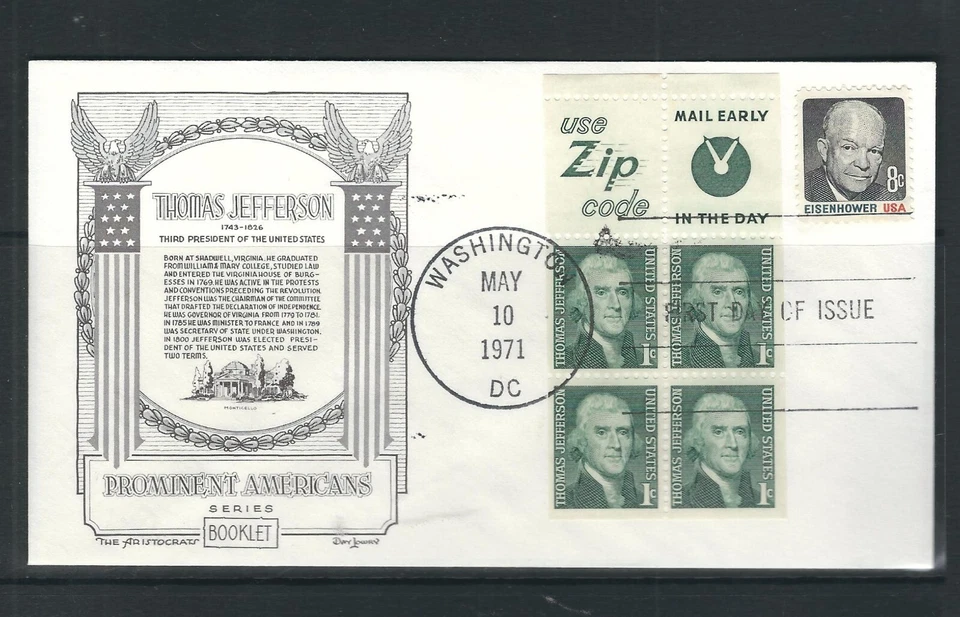 THOMAS JEFFERSON
1743-1826
THIRD PRESIDENT OF THE UNITED STATES
BORN AT SHADWELL, VIRGINIA, HE GRADUATED
FROM WILLIAM & MARY COLLEGE, STUDIED LAW
AND ENTERED THE VIRGINIA HOUSE OF BURG-
ESSES IN 1769. HE WAS ACTIVE IN THE PROTESTS
AND CONVENTIONS PRECEDING THE REVOLUTION.
JEFFERSON WAS THE CHAIRMAN OF THE COMMITTEE
THAT DRAFTED THE DECLARATION OF INDEPENDENCE.
HE WAS GOVERNOR OF VIRGINIA FROM 1779 TO 1781.
IN 1785 HE WAS MINISTER TO FRANCE AND IN 1789
WAS SECRETARY OF STATE UNDER WASHINGTON.
IN 1800 JEFFERSON WAS ELECTED PRESI-
DENT OF THE UNITED STATES AND SERVED
TWO TERMS.
MONTICELLO
PROMINENT AMERICANS
SERIES
BOOKLET
THE ARISTOCRATS
DAY LOWRY
WASHINGTON
MAY
10
1971
DC
use
Zip
code
MAIL EARLY
IN THE DAY
8c
EISENHOWER USA
FIRST DAY OF ISSUE
THOMAS JEFFERSON
UNITED STATES
1c
THOMAS JEFFERSON
UNITED STATES
1c
THOMAS JEFFERSON
UNITED STATES
1c
THOMAS JEFFERSON
UNITED STATES
1c